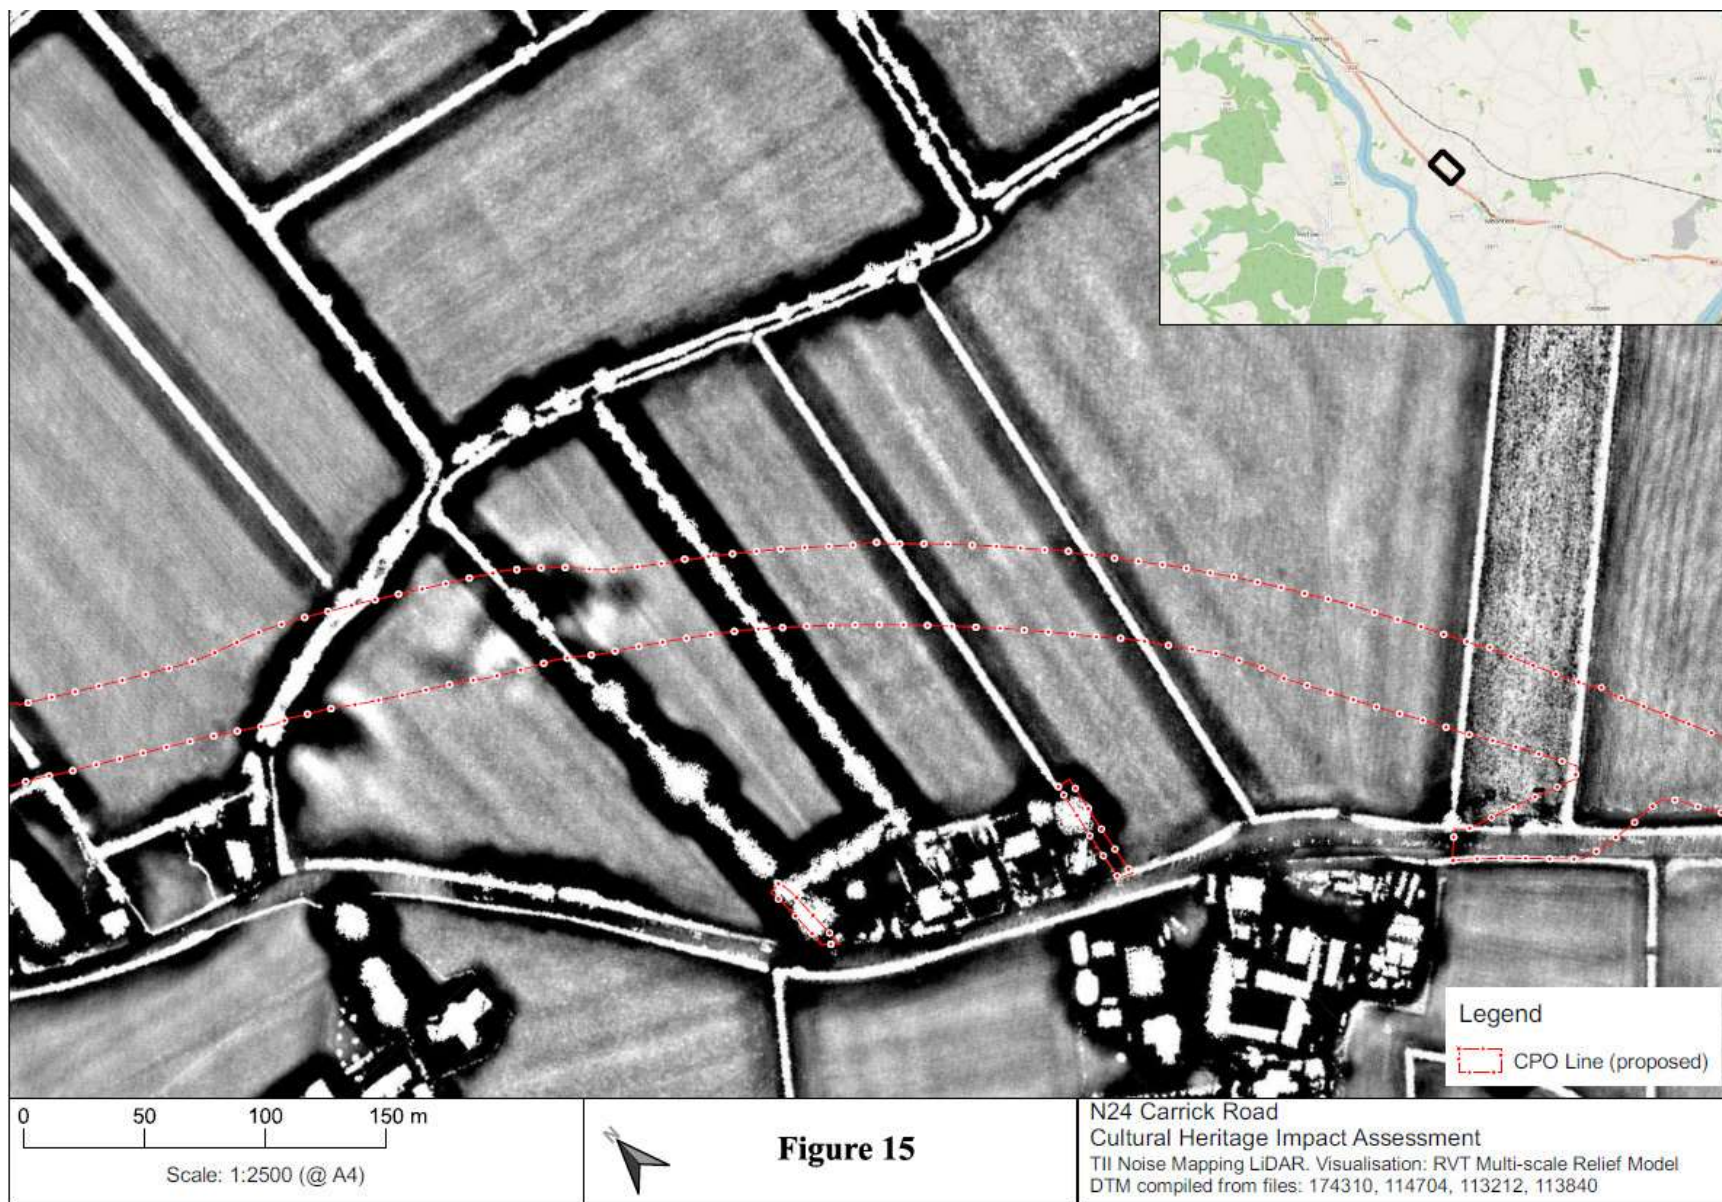 Legend
CPO Line (proposed)
0 50 100 150 m
Scale: 1:2500 (@ A4)
N
Figure 15
N24 Carrick Road
Cultural Heritage Impact Assessment
TII Noise Mapping LiDAR. Visualisation: RVT Multi-scale Relief Model
DTM compiled from files: 174310, 114704, 113212, 113840